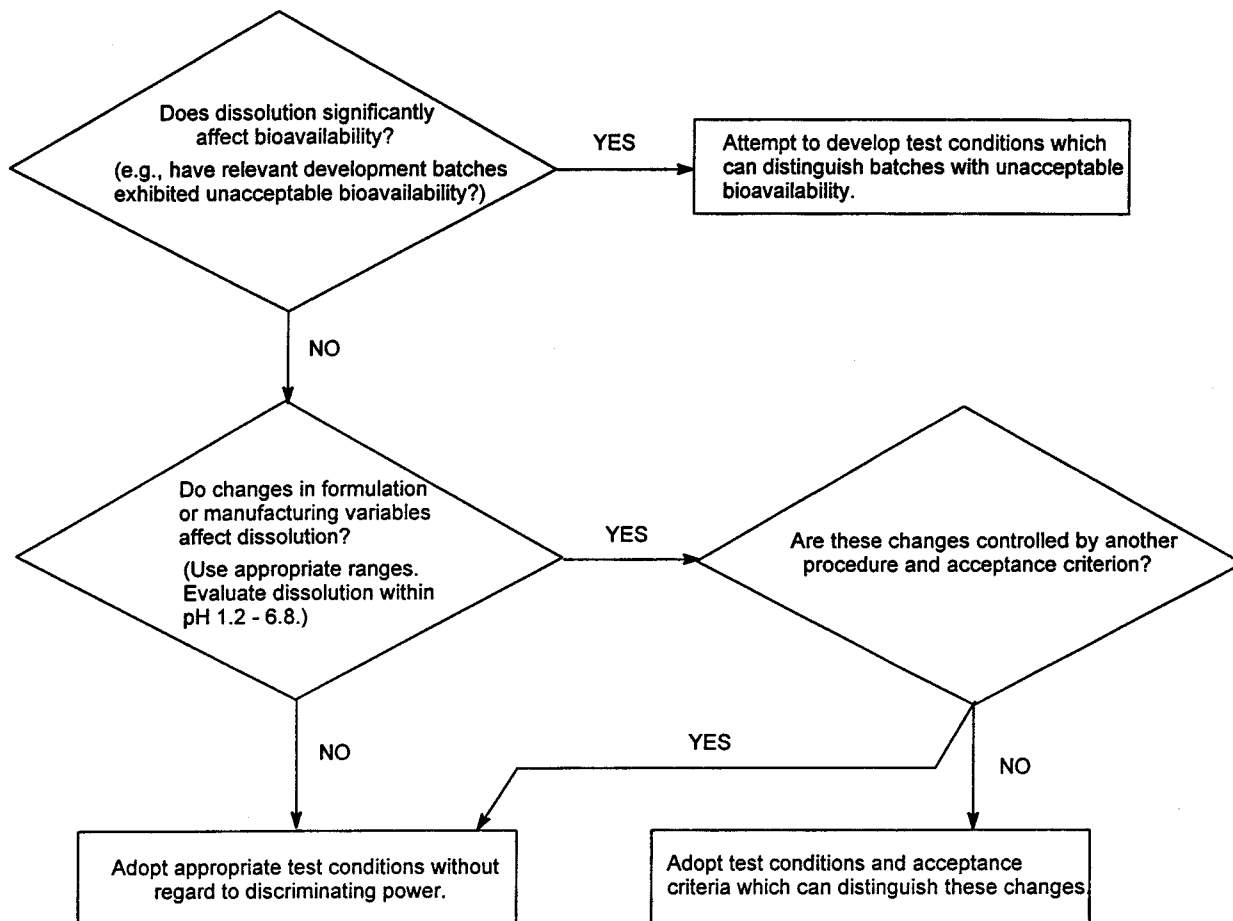 Does dissolution significantly
affect bioavailability?
(e.g., have relevant development batches
exhibited unacceptable bioavailability?)
YES
Attempt to develop test conditions which
can distinguish batches with unacceptable
bioavailability.
NO
Do changes in formulation
or manufacturing variables
affect dissolution?
(Use appropriate ranges.
Evaluate dissolution within
pH 1.2 - 6.8.)
YES
Are these changes controlled by another
procedure and acceptance criterion?
NO
YES
NO
Adopt appropriate test conditions without
regard to discriminating power.
Adopt test conditions and acceptance
criteria which can distinguish these changes.